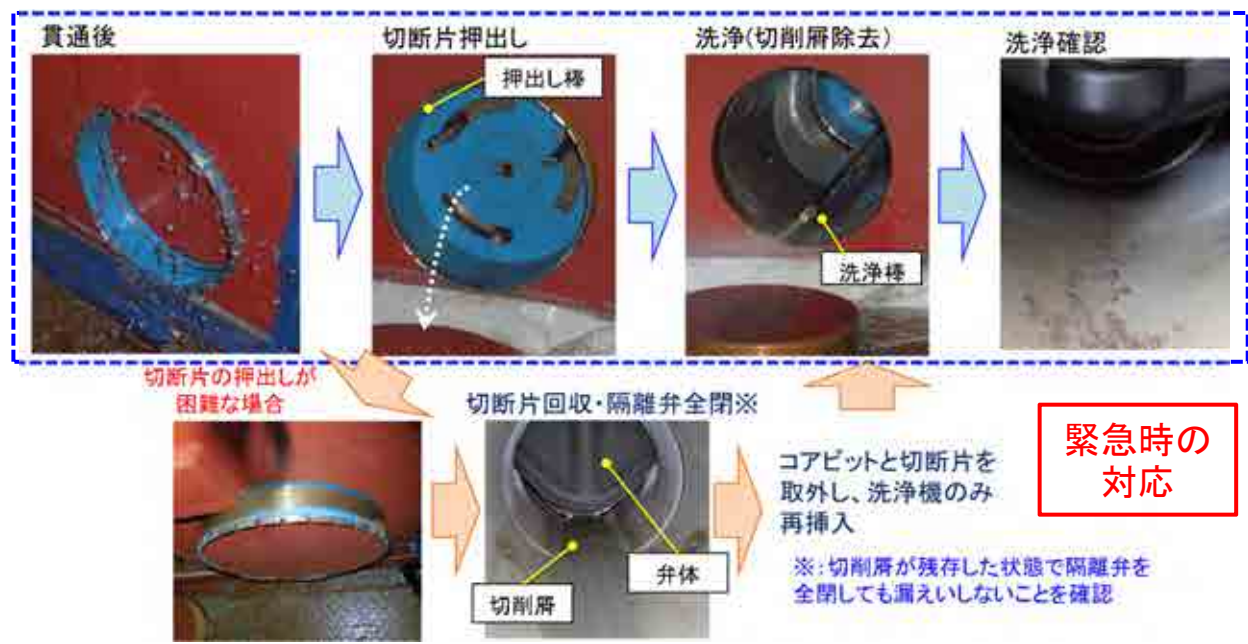 貫通後
切断片押出し
洗浄(切削屑除去)
洗浄確認
押出し棒
洗浄棒
切断片の押出しが
困難な場合
切断片回収・隔離弁全閉※
切削屑
弁体
コアビットと切断片を
取外し、洗浄機のみ
再挿入
※:切削屑が残存した状態で隔離弁を
全閉しても漏えいしないことを確認
緊急時の
対応